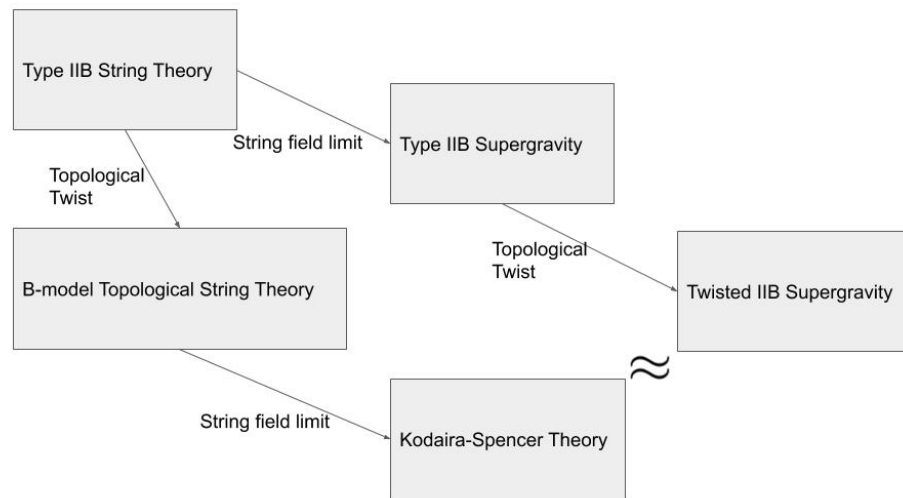 Type IIB String Theory
String field limit
Type IIB Supergravity
Topological
Twist
Topological
Twist
B-model Topological String Theory
Twisted IIB Supergravity
≈
String field limit
Kodaira-Spencer Theory